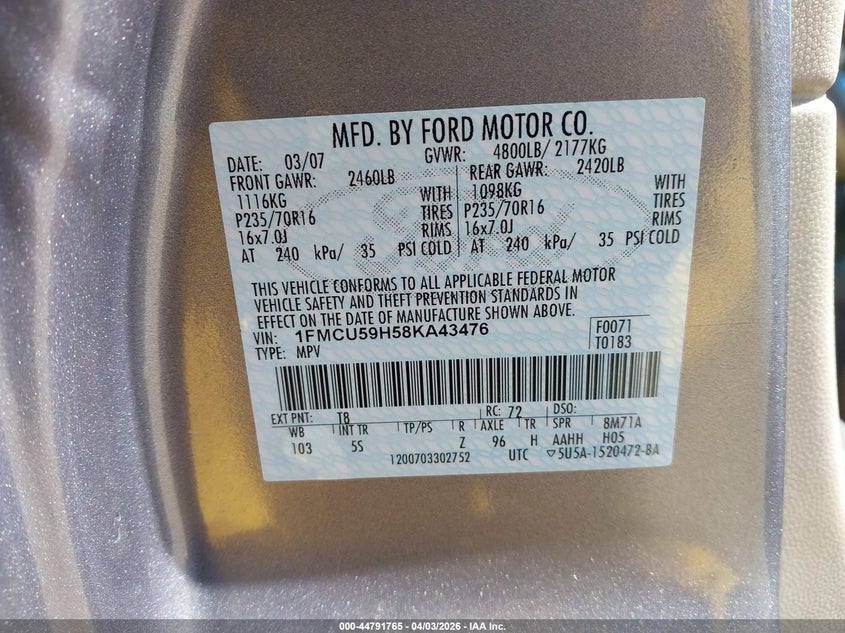 MFD. BY FORD MOTOR CO.
DATE: 03/07 GVWR: 4800LB/ 2177KG
FRONT GAWR: 2460LB REAR GAWR: 2420LB
1116KG WITH 1098KG WITH
P235/70R16 TIRES P235/70R16 TIRES
16x7.0J RIMS 16x7.0J RIMS
AT 240 kPa/ 35 PSI COLD AT 240 kPa/ 35 PSI COLD
THIS VEHICLE CONFORMS TO ALL APPLICABLE FEDERAL MOTOR
VEHICLE SAFETY AND THEFT PREVENTION STANDARDS IN
EFFECT ON THE DATE OF MANUFACTURE SHOWN ABOVE.
VIN: 1FMCU59H58KA43476 F0071
TYPE: MPV T0183
EXT PNT: T8 RC: 72 DSO:
WB INT TR TP/PS R AXLE TR SPR 8M71A
103 5S Z 96 H AAHH H05
1200703302752 UTC ▽5U5A-1520472-BA
000-44791765 - 04/03/2026 - IAA Inc.